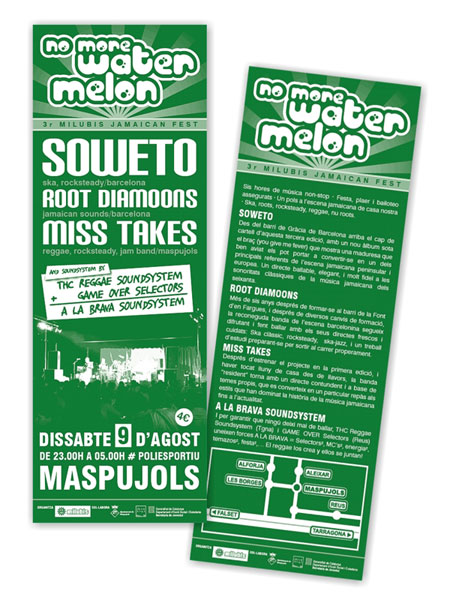 no more
water
melon
3r MILUBIS JAMAICAN FEST
SOWETO
ska, rocksteady/barcelona
ROOT DIAMOONS
jamaican sounds/barcelona
MISS TAKES
reggae, rocksteady, jam band/maspujols
AND SOUNDSYSTEM BY
THC REGGAE SOUNDSYSTEM
+ GAME OVER SELECTORS
A LA BRAVA SOUNDSYSTEM
4€
DISSABTE 9 D'AGOST
DE 23.00H A 05.00H # POLIESPORTIU
MASPUJOLS
ORGANITZA
milubis
COL·LABORA
no more
water
melon
3r MILUBIS JAMAICAN FEST
Sis hores de música non-stop · Festa, plaer i balloteo
assegurats · Un pols a l'escena jamaicana de casa nostra
· Ska, roots, rocksteady, reggae, nu roots.
SOWETO
Des del barri de Gràcia de Barcelona arriba el cap de
cartell d'aquesta tercera edició, amb un nou àlbum sota
el braç (you give me fever) que mostra una maduresa que
ben aviat els pot portar a convertir-se en un dels
principals referents de l'escena jamaicana peninsular i
europea. Un directe ballable, elegant, i molt fidel a les
sonoritats clàssiques de la música jamaicana dels
seixanta.
ROOT DIAMOONS
Més de sis anys després de formar-se al barri de la Font
d'en Fargues, i després de diversos canvis de formació,
la reconeguda banda de l'escena barcelonina segueix
difrutant i fent ballar amb els seus directes frescos i
cuidats: Ska clàssic, rocksteady, ska-jazz, i un treball
d'estudi preparant-se per sortir al carrer properament.
MISS TAKES
Després d'estrenar el projecte en la primera edició, i
haver tocat lluny de casa des de llavors, la banda
"resident" torna amb un directe contundent i a base de
temes propis, que es converteix en un particular repàs als
estils que han dominat la història de la música jamaicana
fins a l'actualitat.
A LA BRAVA SOUNDSYSTEM
I per garantir que ningú deixi mai de ballar, THC Reggae
Soundsystem (Tgna) i GAME OVER Selectors (Reus)
uneixen forces A LA BRAVA
temazos
El reggae los crea y ellos se juntan!
ALFORJA
ALEIXAR
LES BORGES
MASPUJOLS
REUS
FALSET
TARRAGONA
ORGANITZA
milubis
COL·LABORA